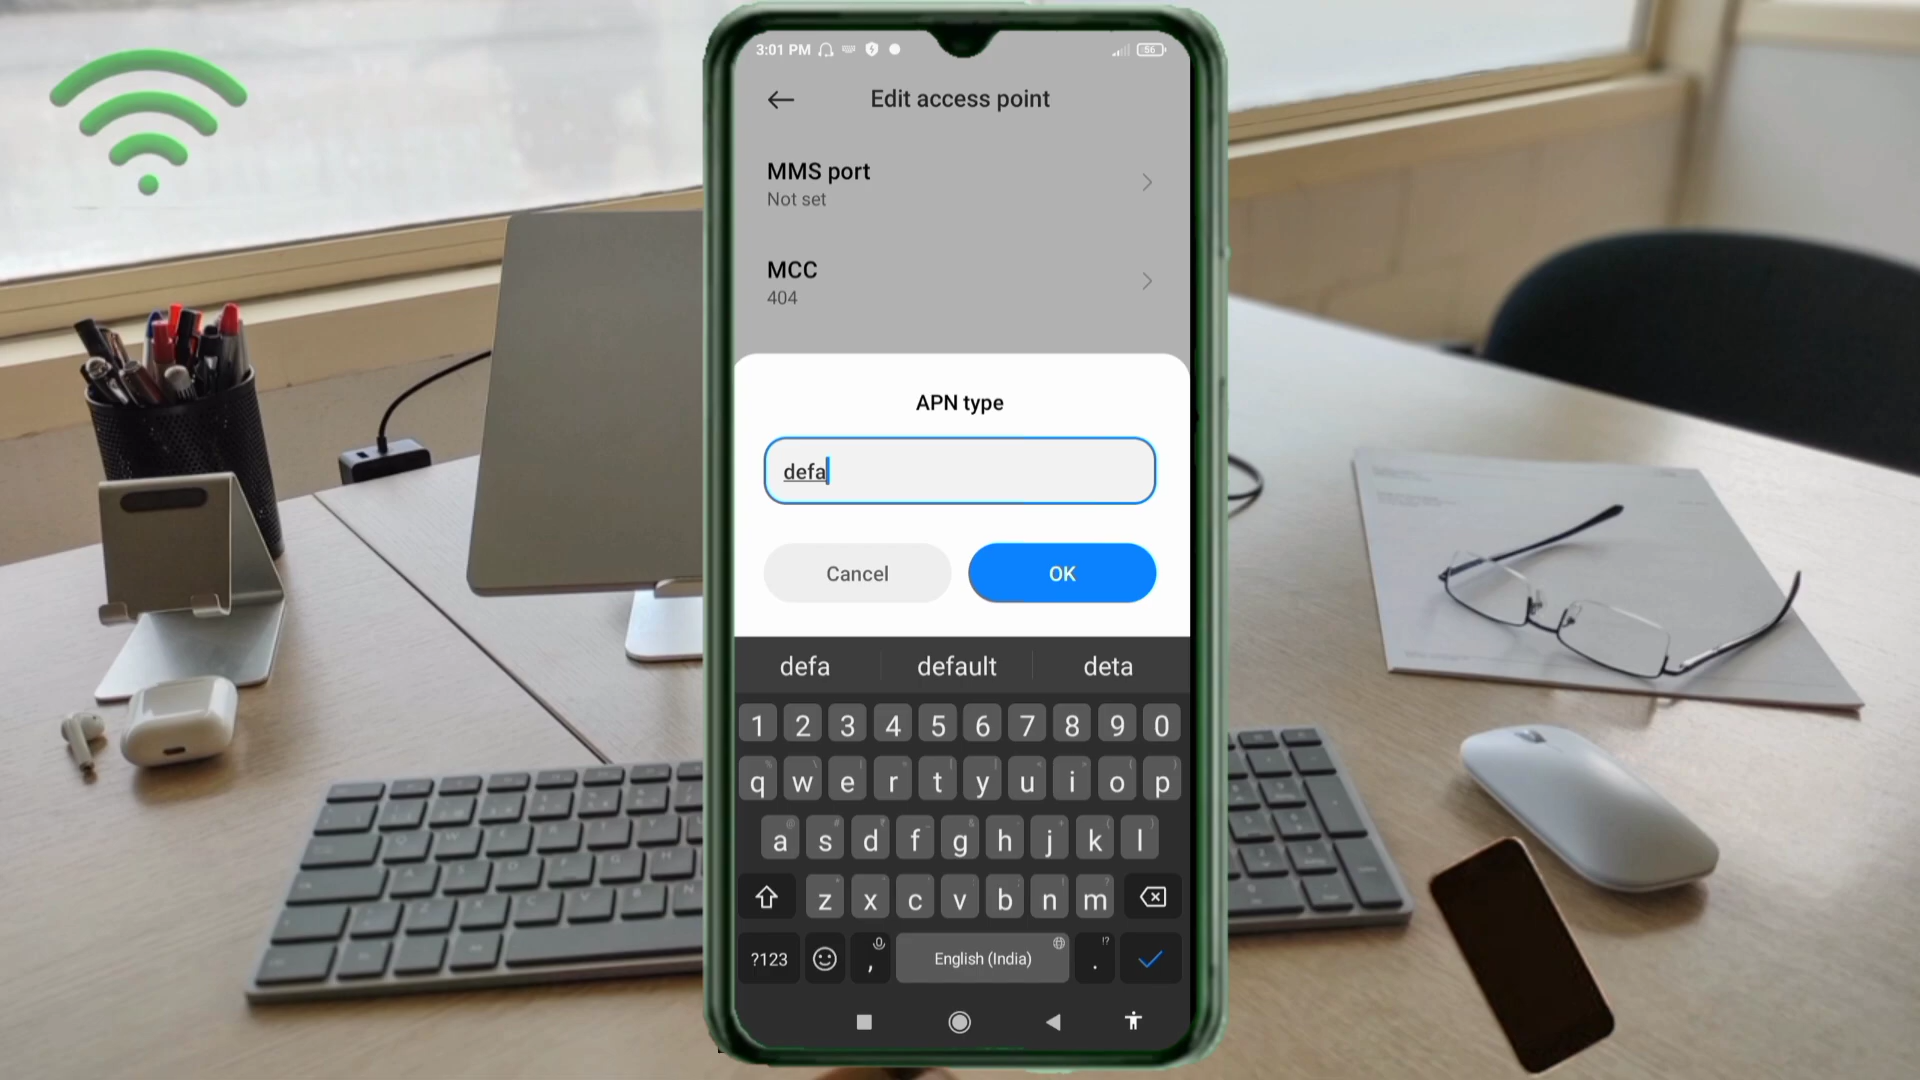 3:01 PM
56
Edit access point
MMS port
Not set
MCC
404
APN type
defa
Cancel
OK
defa default deta
1 2 3 4 5 6 7 8 9 0
q w e r t y u i o p
a s d f g h j k l
z x c v b n m
?123 , English (India) . !?